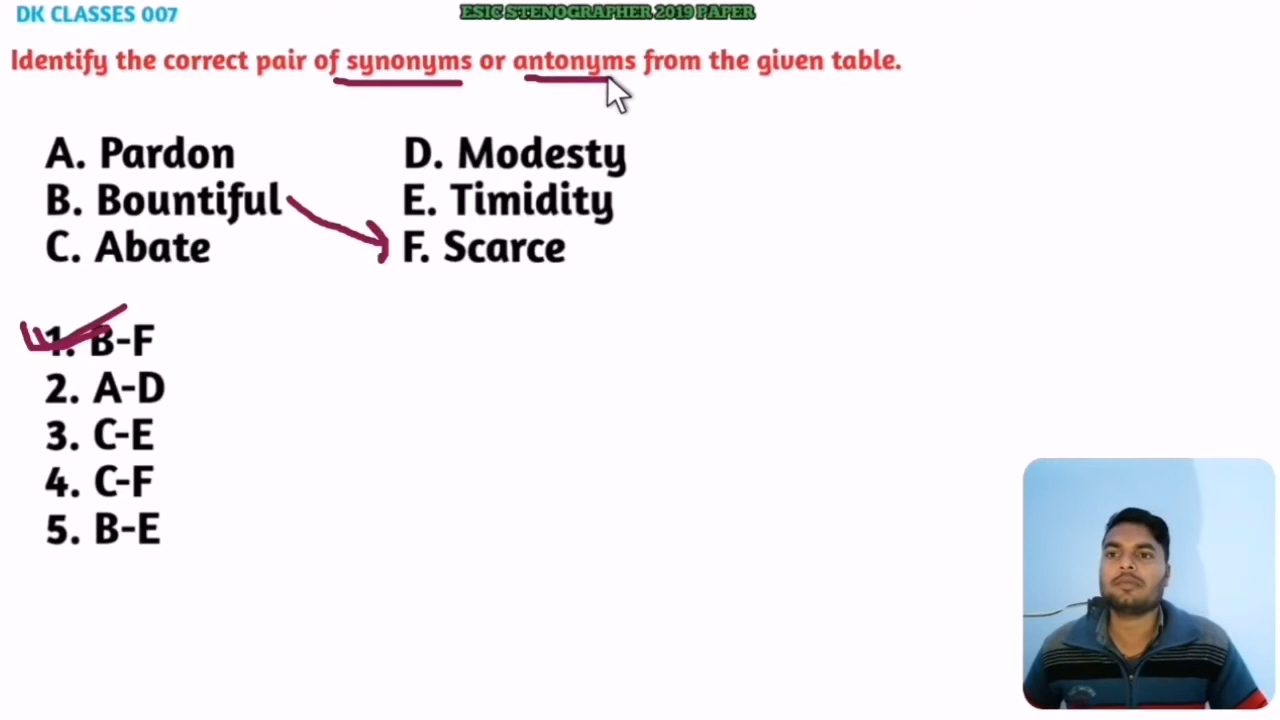 DK CLASSES 007
ESIC STENOGRAPHER 2019 PAPER
Identify the correct pair of synonyms or antonyms from the given table.
A. Pardon
B. Bountiful
C. Abate
D. Modesty
E. Timidity
F. Scarce
1. B-F
2. A-D
3. C-E
4. C-F
5. B-E